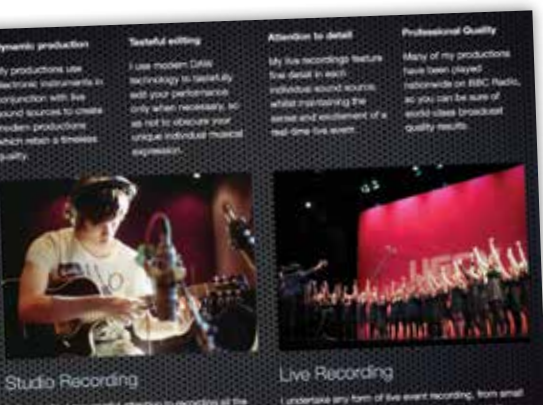 Dynamic production
My productions use
electronic instruments in
conjunction with live
sound sources to create
modern productions
which retain a timeless
quality.
Tasteful editing
I use modern DAW
technology to tastefully
edit your performance
only when necessary, so
as not to obscure your
unique individual musical
expression.
Attention to detail
My live recordings feature
fine detail in each
individual sound source,
whilst maintaining the
sense and excitement of a
real-time live event.
Professional Quality
Many of my productions
have been played
nationwide on BBC Radio,
so you can be sure of
world-class broadcast
quality results.
Studio Recording
attention to recording all the
Live Recording
I undertake any form of live event recording, from small